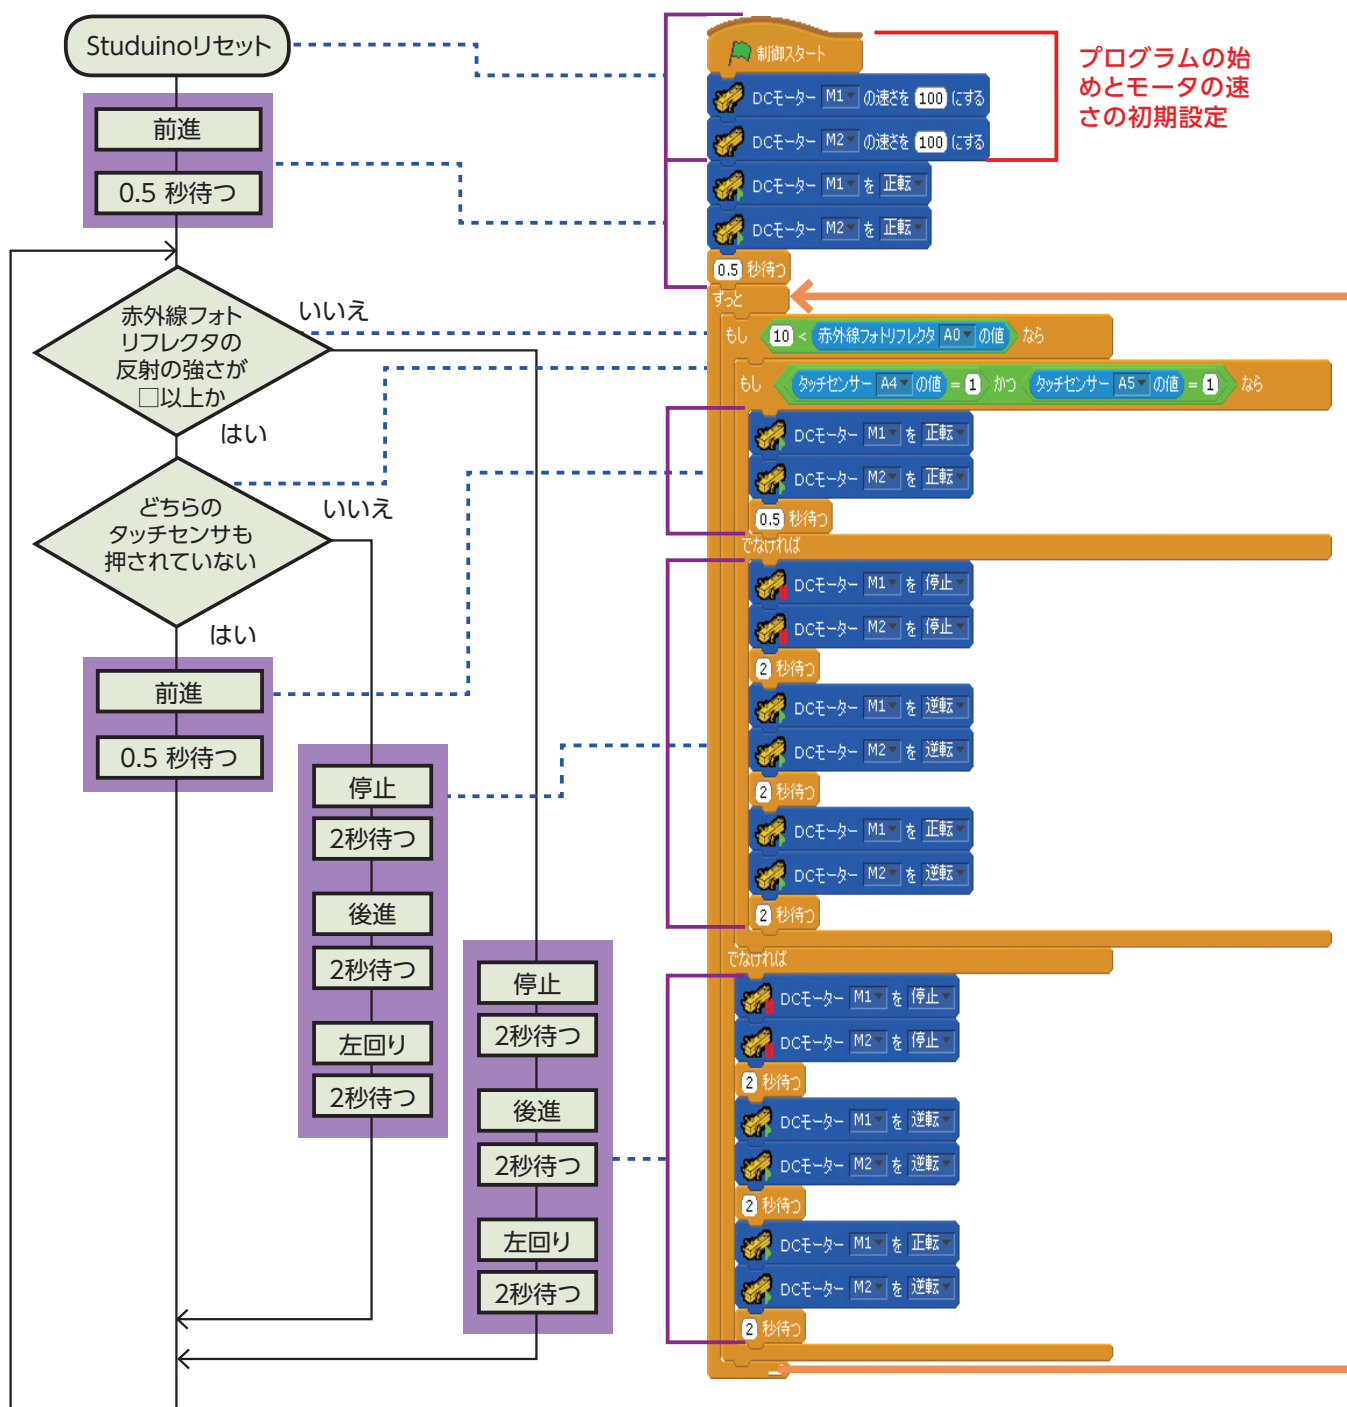 Studuinoリセット
前進
0.5 秒待つ
赤外線フォト
リフレクタの
反射の強さが
□以上か
いいえ
はい
どちらの
タッチセンサも
押されていない
いいえ
はい
前進
0.5 秒待つ
停止
2秒待つ
後進
2秒待つ
左回り
2秒待つ
停止
2秒待つ
後進
2秒待つ
左回り
2秒待つ
制御スタート
DCモーター M1 の速さを 100 にする
DCモーター M2 の速さを 100 にする
DCモーター M1 を 正転
DCモーター M2 を 正転
0.5 秒待つ
ずっと
もし 10 < 赤外線フォトリフレクタ A0 の値 なら
もし タッチセンサー A4 の値 = 1 かつ タッチセンサー A5 の値 = 1 なら
DCモーター M1 を 正転
DCモーター M2 を 正転
0.5 秒待つ
でなければ
DCモーター M1 を 停止
DCモーター M2 を 停止
2 秒待つ
DCモーター M1 を 逆転
DCモーター M2 を 逆転
2 秒待つ
DCモーター M1 を 正転
DCモーター M2 を 逆転
2 秒待つ
でなければ
DCモーター M1 を 停止
DCモーター M2 を 停止
2 秒待つ
DCモーター M1 を 逆転
DCモーター M2 を 逆転
2 秒待つ
DCモーター M1 を 正転
DCモーター M2 を 逆転
2 秒待つ
プログラムの始
めとモータの速
さの初期設定